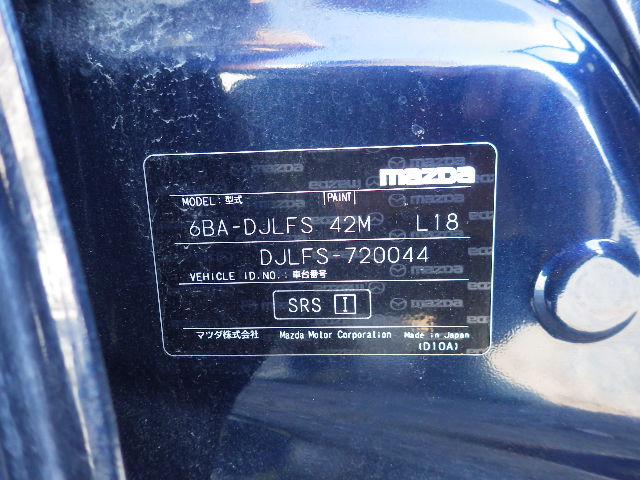 mazda
MODEL:型式 PAINT
6BA-DJLFS 42M L18
DJLFS-720044
VEHICLE ID.NO.:車台番号
SRS I
マツダ株式会社 Mazda Motor Corporation Made in Japan
(D10A)